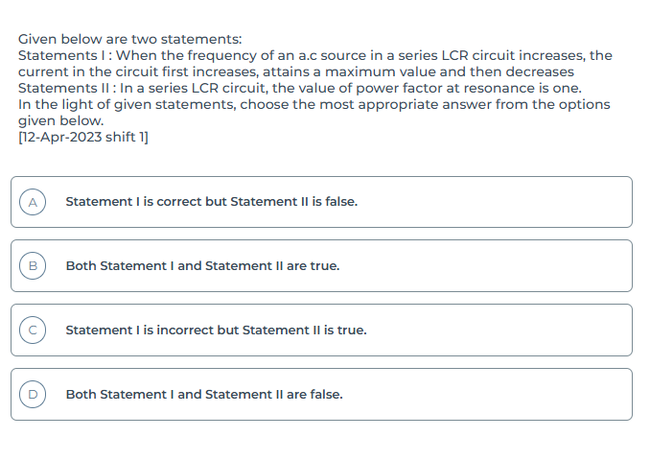 Given below are two statements:
Statements I : When the frequency of an a.c source in a series LCR circuit increases, the
current in the circuit first increases, attains a maximum value and then decreases
Statements II : In a series LCR circuit, the value of power factor at resonance is one.
In the light of given statements, choose the most appropriate answer from the options
given below.
[12-Apr-2023 shift 1]
A Statement I is correct but Statement II is false.
B Both Statement I and Statement II are true.
C Statement I is incorrect but Statement II is true.
D Both Statement I and Statement II are false.